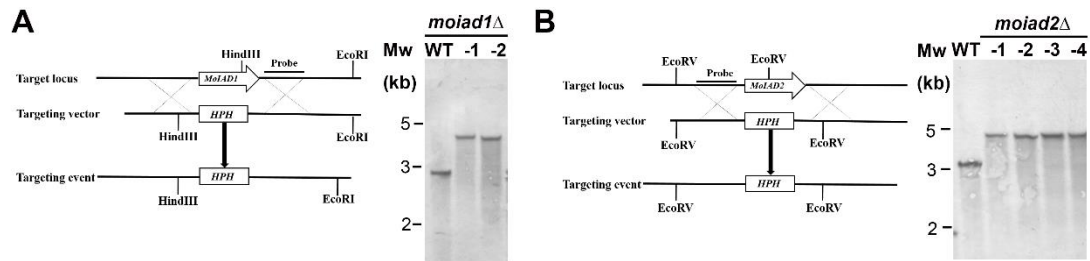 A
moiad1Δ
HindIII
EcoRI
Probe
Mw WT -1 -2
(kb)
Target locus
MoIAD1
Targeting vector
HPH
HindIII
EcoRI
5
3
2
Targeting event
HPH
HindIII
EcoRI
B
moiad2Δ
EcoRV
EcoRV
Probe
Mw WT -1 -2 -3 -4
(kb)
Target locus
MoIAD2
Targeting vector
HPH
EcoRV
EcoRV
5
3
2
Targeting event
HPH
EcoRV
EcoRV